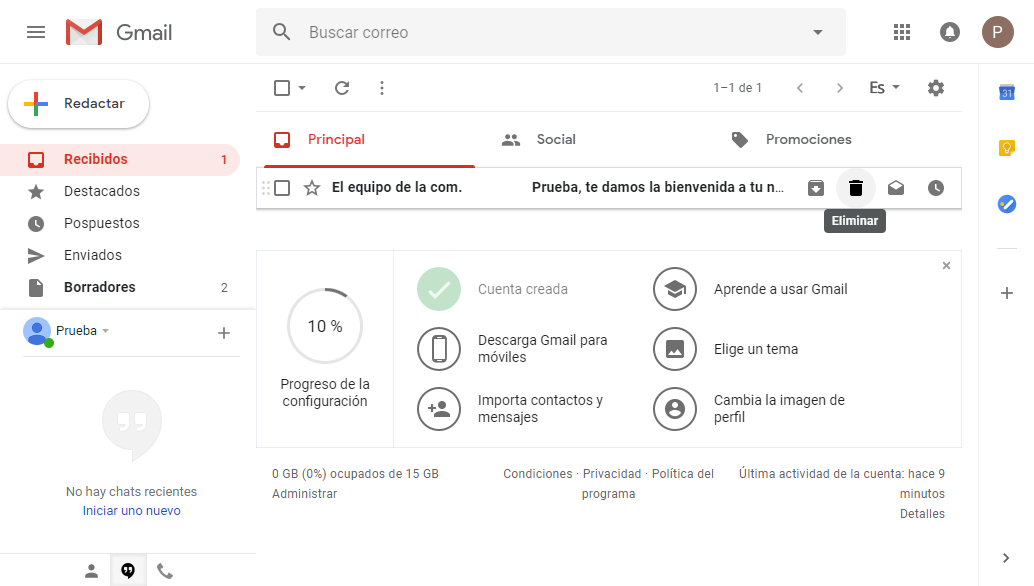 Gmail
Buscar correo
P
Redactar
1–1 de 1
Es
31
Recibidos 1
Destacados
Pospuestos
Enviados
Borradores 2
Prueba
No hay chats recientes
Iniciar uno nuevo
Principal
Social
Promociones
El equipo de la com. Prueba, te damos la bienvenida a tu n...
Eliminar
10 %
Progreso de la
configuración
Cuenta creada
Descarga Gmail para
móviles
Importa contactos y
mensajes
Aprende a usar Gmail
Elige un tema
Cambia la imagen de
perfil
0 GB (0%) ocupados de 15 GB
Administrar
Condiciones · Privacidad · Política del
programa
Última actividad de la cuenta: hace 9
minutos
Detalles